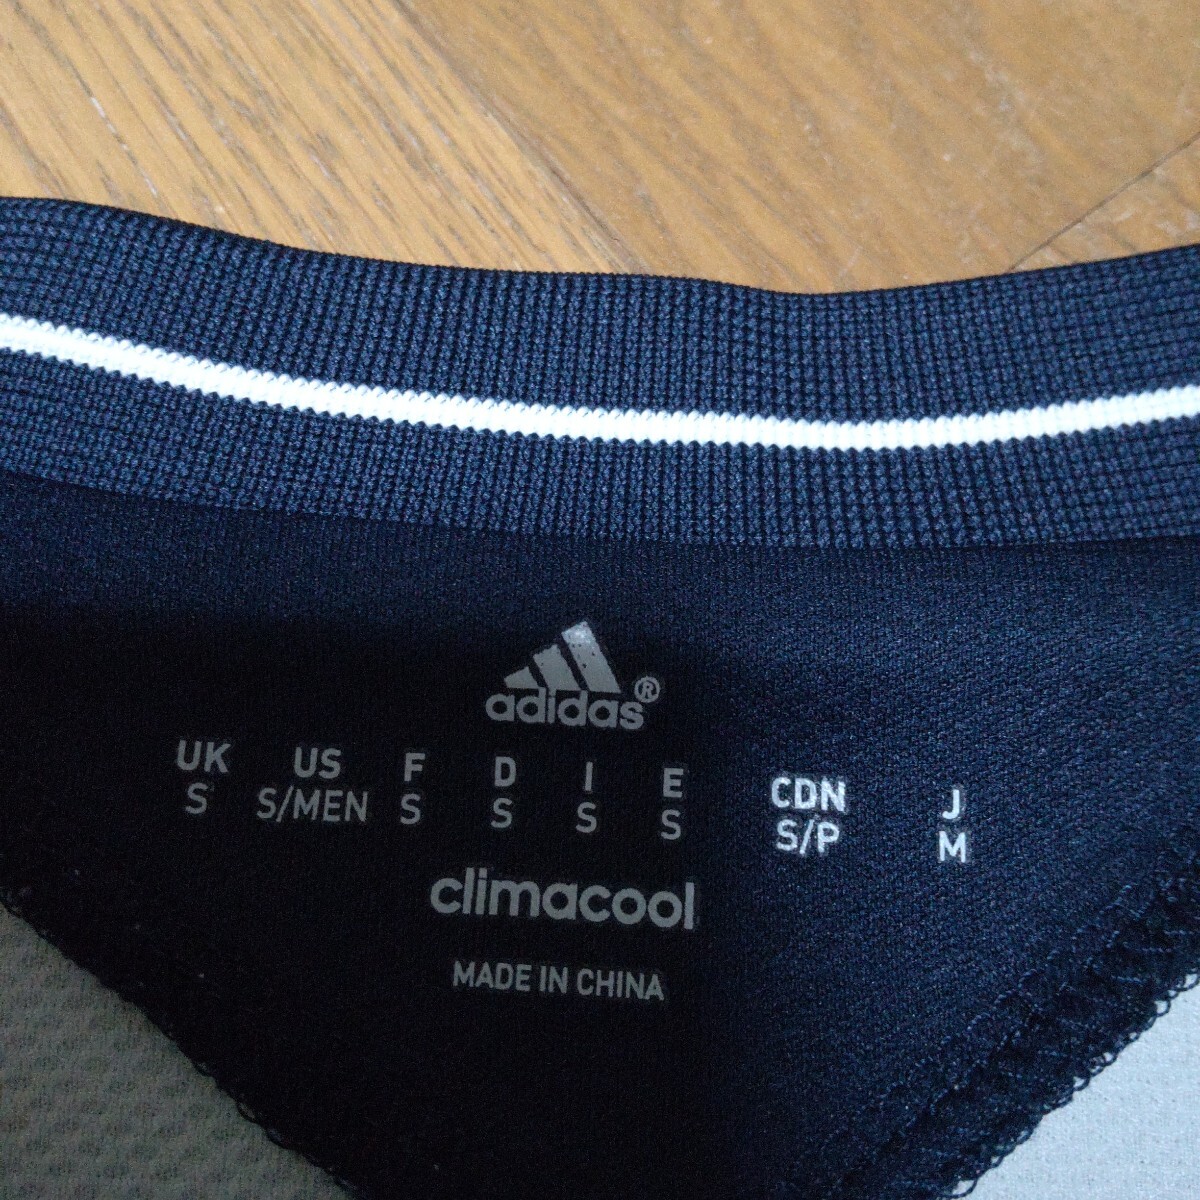 adidas®
UK US F D I E CDN J
S S/MEN S S S S S/P M
climacool
MADE IN CHINA